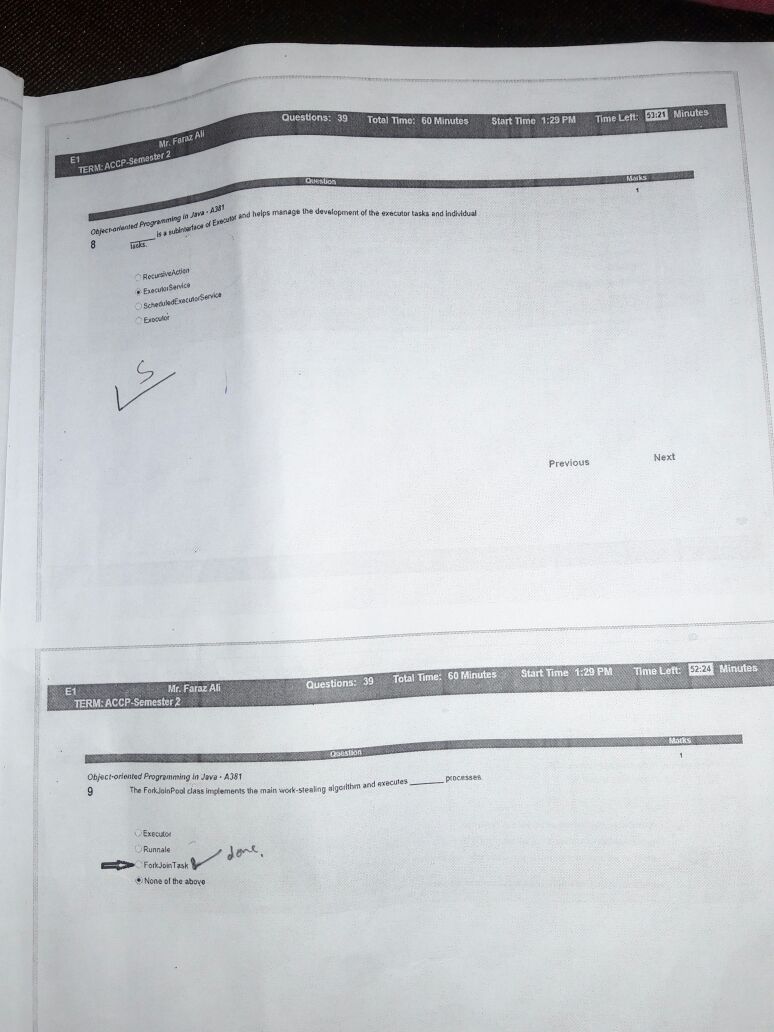 Questions: 39 Total Time: 60 Minutes Start Time 1:29 PM Time Left: 53:21 Minutes
E1 Mr. Faraz Ali
TERM: ACCP-Semester 2
Question Marks
1
Object-oriented Programming in Java - A381
8 ______ is a subinterface of Executor and helps manage the development of the executor tasks and individual
tasks.
RecursiveAction
ExecutorService
ScheduledExecutorService
Executor
Previous Next
E1 Mr. Faraz Ali Questions: 39 Total Time: 60 Minutes Start Time 1:29 PM Time Left: 52:24 Minutes
TERM: ACCP-Semester 2
Question Marks
1
Object-oriented Programming in Java - A381
9 The ForkJoinPool class implements the main work-stealing algorithm and executes ______ processes.
Executor
Runnale
ForkJoinTask done.
None of the above